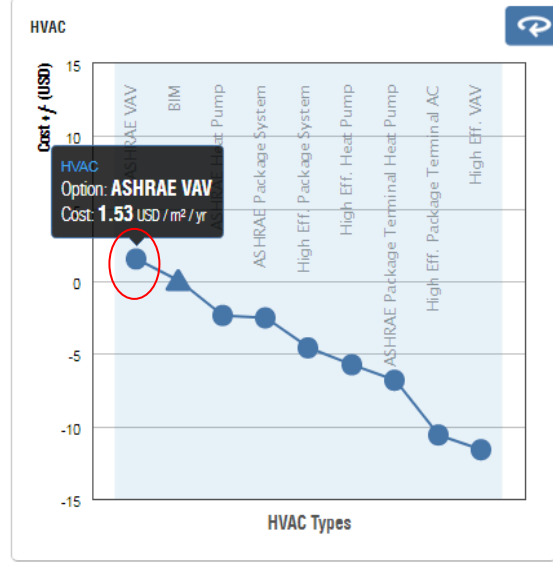 HVAC
Cost + ƒ (USD)
15
10
0
-5
-10
-15
ASHRAE VAV
BIM
ASHRAE Heat Pump
ASHRAE Package System
High Eff. Package System
High Eff. Heat Pump
ASHRAE Package Terminal Heat Pump
High Eff. Package Terminal AC
High Eff. VAV
HVAC
Option: ASHRAE VAV
Cost: 1.53 USD / m² / yr
HVAC Types